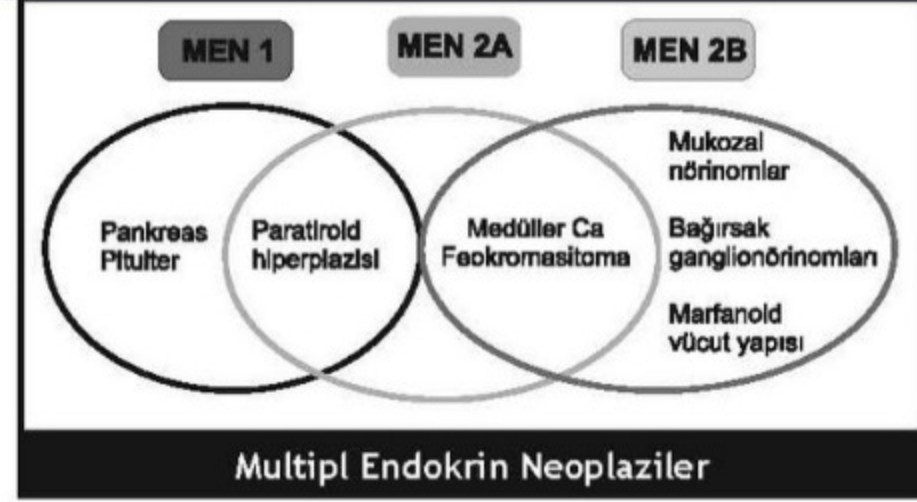 MEN 1
MEN 2A
MEN 2B
Pankreas
Pituiter
Paratiroid
hiperplazisi
Medüller Ca
Feokromasitoma
Mukozal
nörinomlar
Bağırsak
ganglionörinomları
Marfanoid
vücut yapısı
Multipl Endokrin Neoplaziler